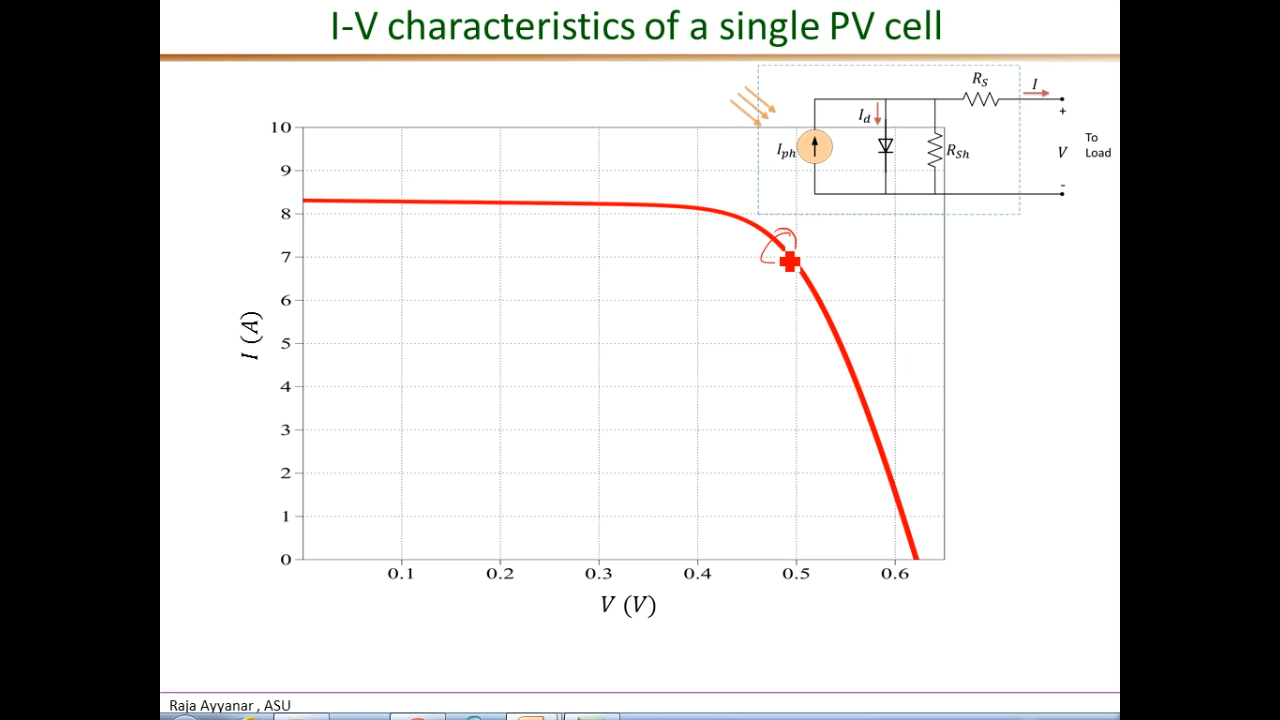 I-V characteristics of a single PV cell
R_S
I
I_d
+
10
I_ph
R_Sh
V
To
Load
-
9
8
7
6
5
4
3
2
1
0
I (A)
0.1 0.2 0.3 0.4 0.5 0.6
V (V)
Raja Ayyanar , ASU